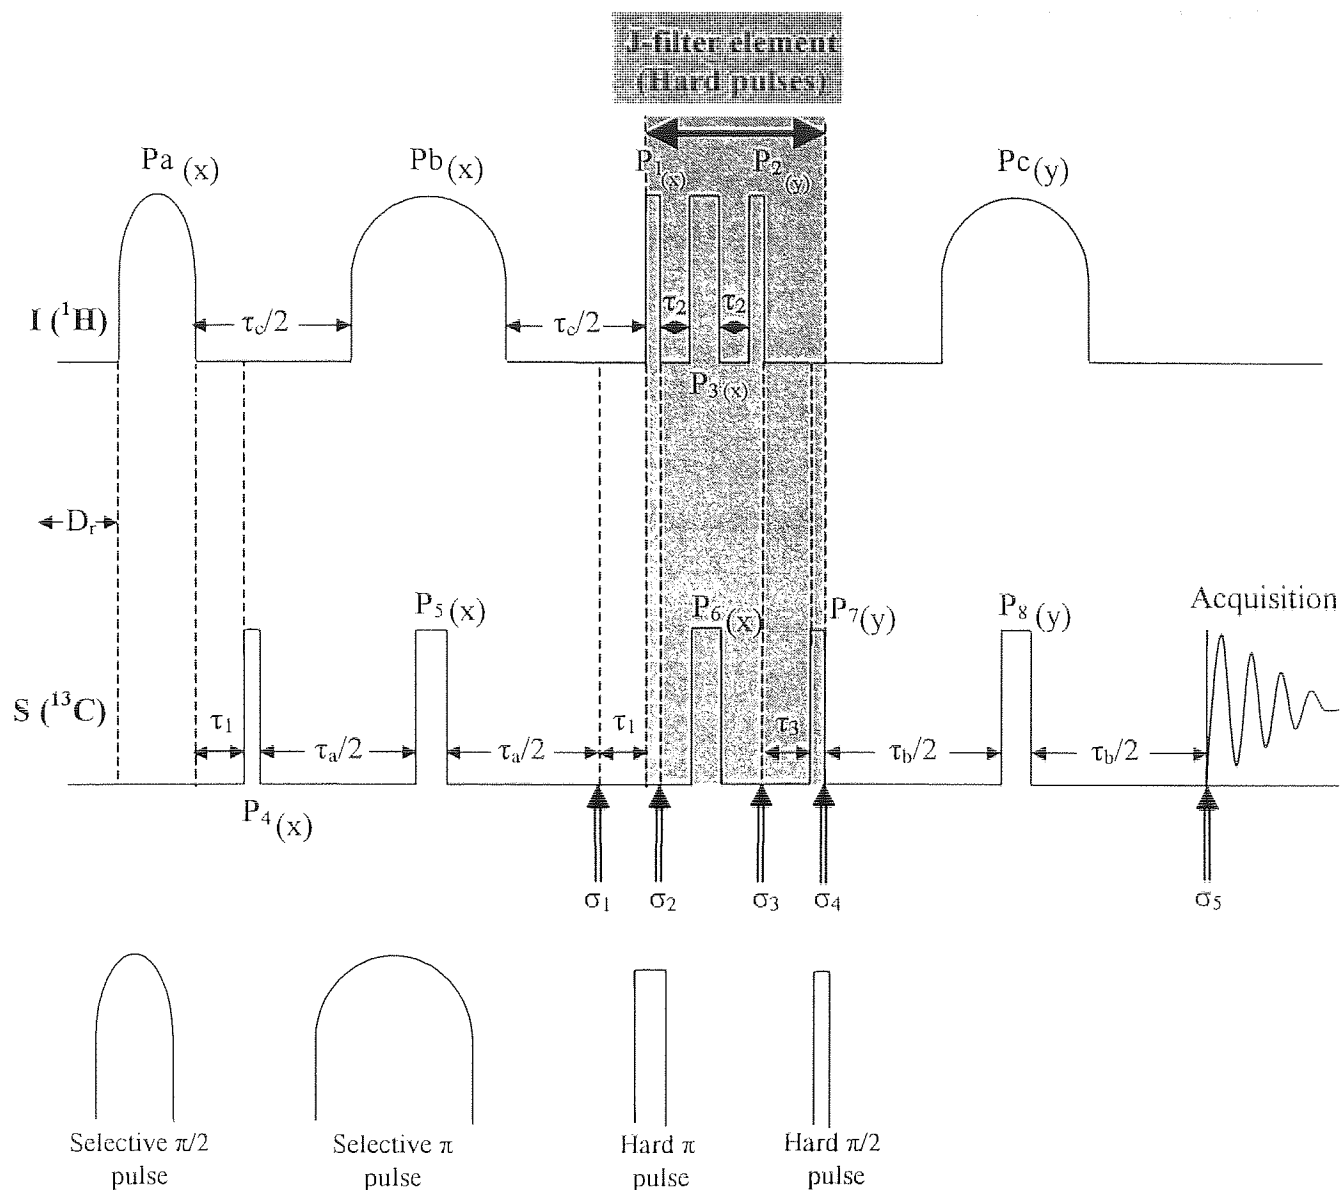 J-filter element
(Hard pulses)
Pa (x)
Pb (x)
P1(x)
P2(y)
Pc(y)
I (¹H)
τc/2
τc/2
τ2
τ2
P3(x)
Dr
P5(x)
P6(x)
P7(y)
P8(y)
Acquisition
S (¹³C)
τ1
τa/2
τa/2
τ1
τ3
τb/2
τb/2
P4(x)
σ1
σ2
σ3
σ4
σ5
Selective π/2
pulse
Selective π
pulse
Hard π
pulse
Hard π/2
pulse